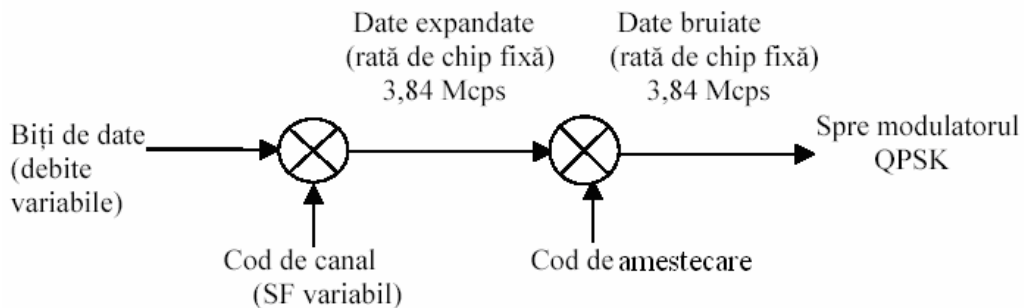 Date expandate
(rată de chip fixă)
3,84 Mcps
Date bruiate
(rată de chip fixă)
3,84 Mcps
Biți de date
(debite
variabile)
Spre modulatorul
QPSK
Cod de canal
(SF variabil)
Cod de amestecare